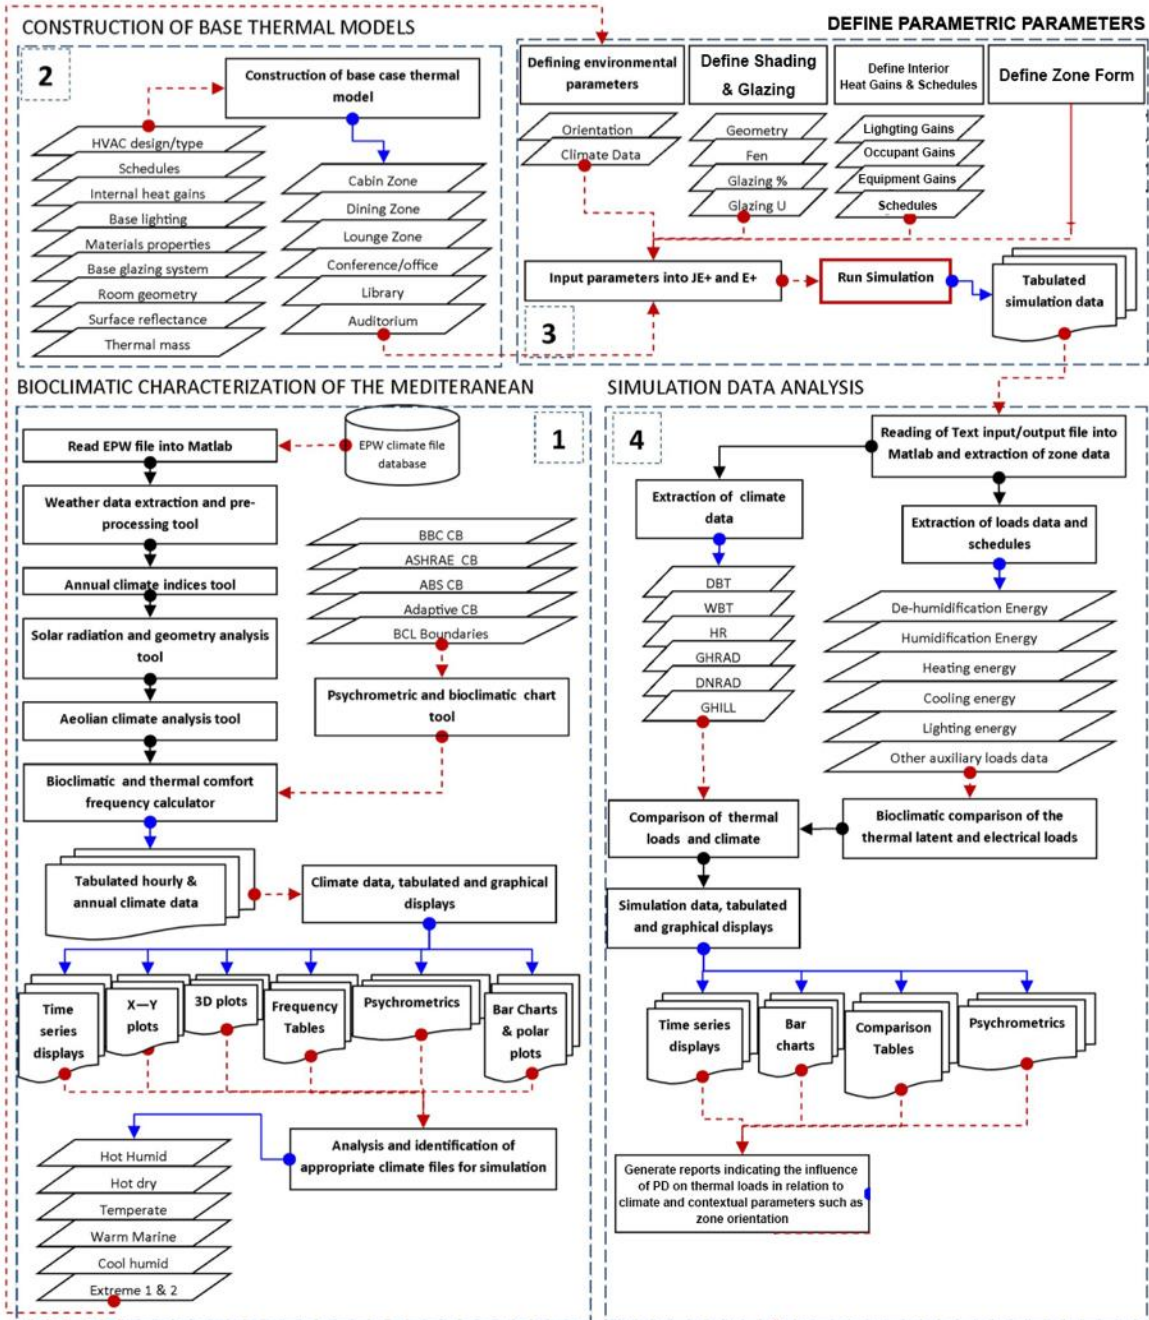 CONSTRUCTION OF BASE THERMAL MODELS
2
Construction of base case thermal
model
HVAC design/type
Schedules
Internal heat gains
Base lighting
Materials properties
Base glazing system
Room geometry
Surface reflectance
Thermal mass
Cabin Zone
Dining Zone
Lounge Zone
Conference/office
Library
Auditorium
DEFINE PARAMETRIC PARAMETERS
Defining environmental
parameters
Define Shading
& Glazing
Define Interior
Heat Gains & Schedules
Define Zone Form
Orientation
Climate Data
Geometry
Fen
Glazing %
Glazing U
Lighgting Gains
Occupant Gains
Equipment Gains
Schedules
Input parameters into JE+ and E+
Run Simulation
Tabulated
simulation data
3
BIOCLIMATIC CHARACTERIZATION OF THE MEDITERANEAN
1
Read EPW file into Matlab
EPW climate file
database
Weather data extraction and pre-
processing tool
Annual climate indices tool
Solar radiation and geometry analysis
tool
Aeolian climate analysis tool
Bioclimatic and thermal comfort
frequency calculator
BBC CB
ASHRAE CB
ABS CB
Adaptive CB
BCL Boundaries
Psychrometric and bioclimatic chart
tool
Tabulated hourly &
annual climate data
Climate data, tabulated and graphical
displays
Time
series
displays
X—Y
plots
3D plots
Frequency
Tables
Psychrometrics
Bar Charts
& polar
plots
Analysis and identification of
appropriate climate files for simulation
Hot Humid
Hot dry
Temperate
Warm Marine
Cool humid
Extreme 1 & 2
SIMULATION DATA ANALYSIS
4
Reading of Text input/output file into
Matlab and extraction of zone data
Extraction of climate
data
Extraction of loads data and
schedules
DBT
WBT
HR
GHRAD
DNRAD
GHILL
De-humidification Energy
Humidification Energy
Heating energy
Cooling energy
Lighting energy
Other auxiliary loads data
Comparison of thermal
loads and climate
Bioclimatic comparison of the
thermal latent and electrical loads
Simulation data, tabulated
and graphical displays
Time series
displays
Bar
charts
Comparison
Tables
Psychrometrics
Generate reports indicating the influence
of PD on thermal loads in relation to
climate and contextual parameters such as
zone orientation